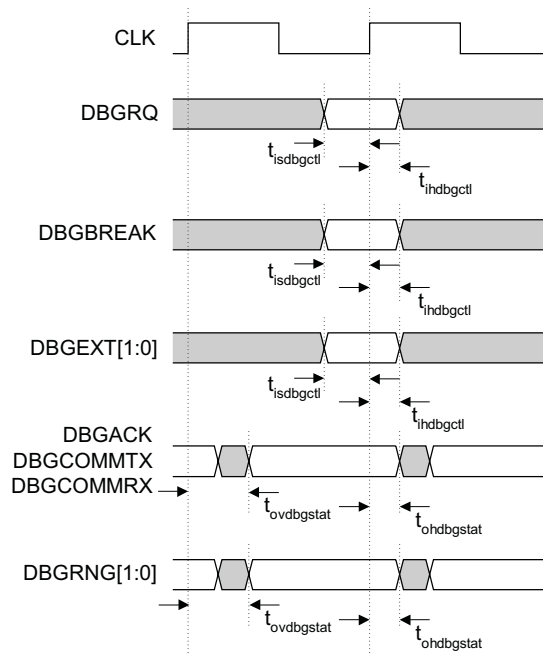 CLK
DBGRQ
tisdbgctl
tihdbgctl
DBGBREAK
tisdbgctl
tihdbgctl
DBGEXT[1:0]
tisdbgctl
tihdbgctl
DBGACK
DBGCOMMTX
DBGCOMMRX
tovdbgstat
tohdbgstat
DBGRNG[1:0]
tovdbgstat
tohdbgstat